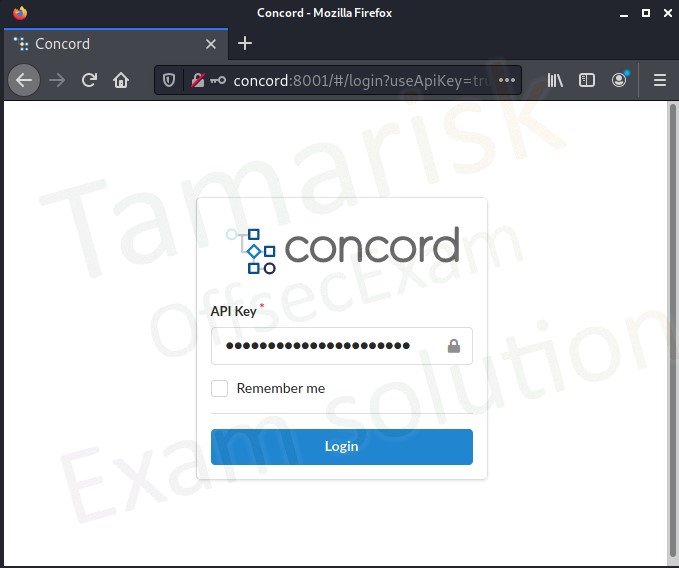 Concord - Mozilla Firefox
Concord
concord:8001/#/login?useApiKey=tru
Tamarisk
concord
OffsecExam
API Key *
••••••••••••••••••••••
Remember me
Exam solution
Login